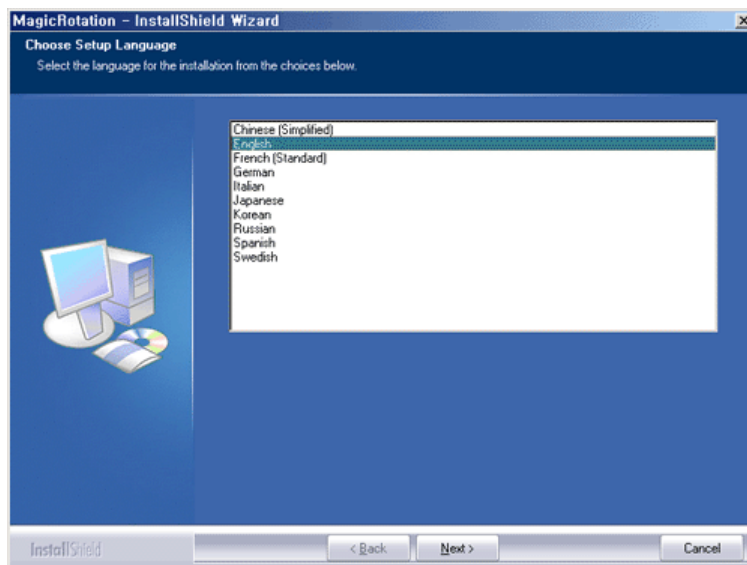 MagicRotation - InstallShield Wizard
Choose Setup Language
Select the language for the installation from the choices below.
Chinese (Simplified)
English
French (Standard)
German
Italian
Japanese
Korean
Russian
Spanish
Swedish
InstallShield
< Back
Next >
Cancel